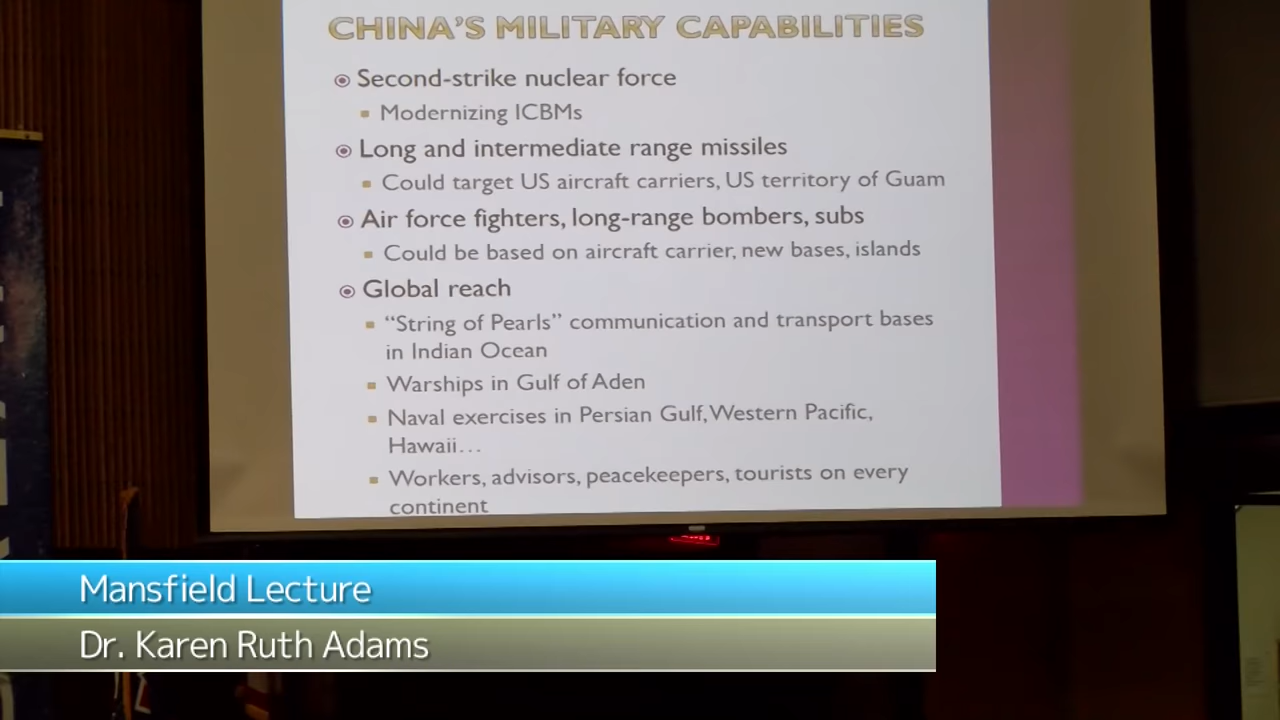 CHINA'S MILITARY CAPABILITIES
Second-strike nuclear force
Modernizing ICBMs
Long and intermediate range missiles
Could target US aircraft carriers, US territory of Guam
Air force fighters, long-range bombers, subs
Could be based on aircraft carrier, new bases, islands
Global reach
“String of Pearls” communication and transport bases
in Indian Ocean
Warships in Gulf of Aden
Naval exercises in Persian Gulf, Western Pacific,
Hawaii…
Workers, advisors, peacekeepers, tourists on every
continent
Mansfield Lecture
Dr. Karen Ruth Adams